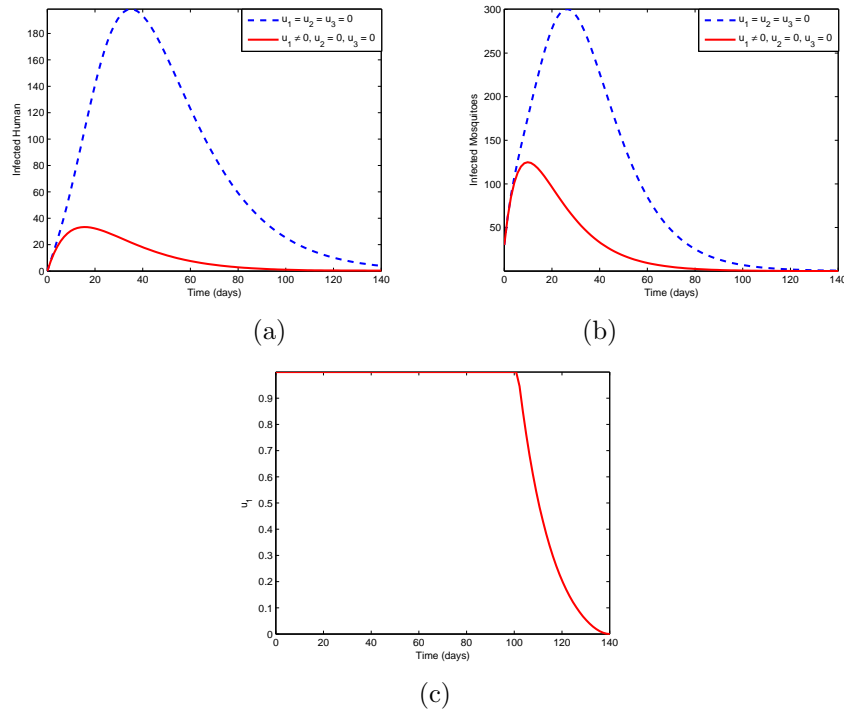 u1 = u2 = u3 = 0
u1 ≠ 0, u2 = 0, u3 = 0
Infected Human
180
160
140
120
100
80
60
40
20
0
0 20 40 60 80 100 120 140
Time (days)
(a)
u1 = u2 = u3 = 0
u1 ≠ 0, u2 = 0, u3 = 0
Infected Mosquitoes
300
250
200
150
100
50
0 20 40 60 80 100 120 140
Time (days)
(b)
u1
0.9
0.8
0.7
0.6
0.5
0.4
0.3
0.2
0.1
0
0 20 40 60 80 100 120 140
Time (days)
(c)